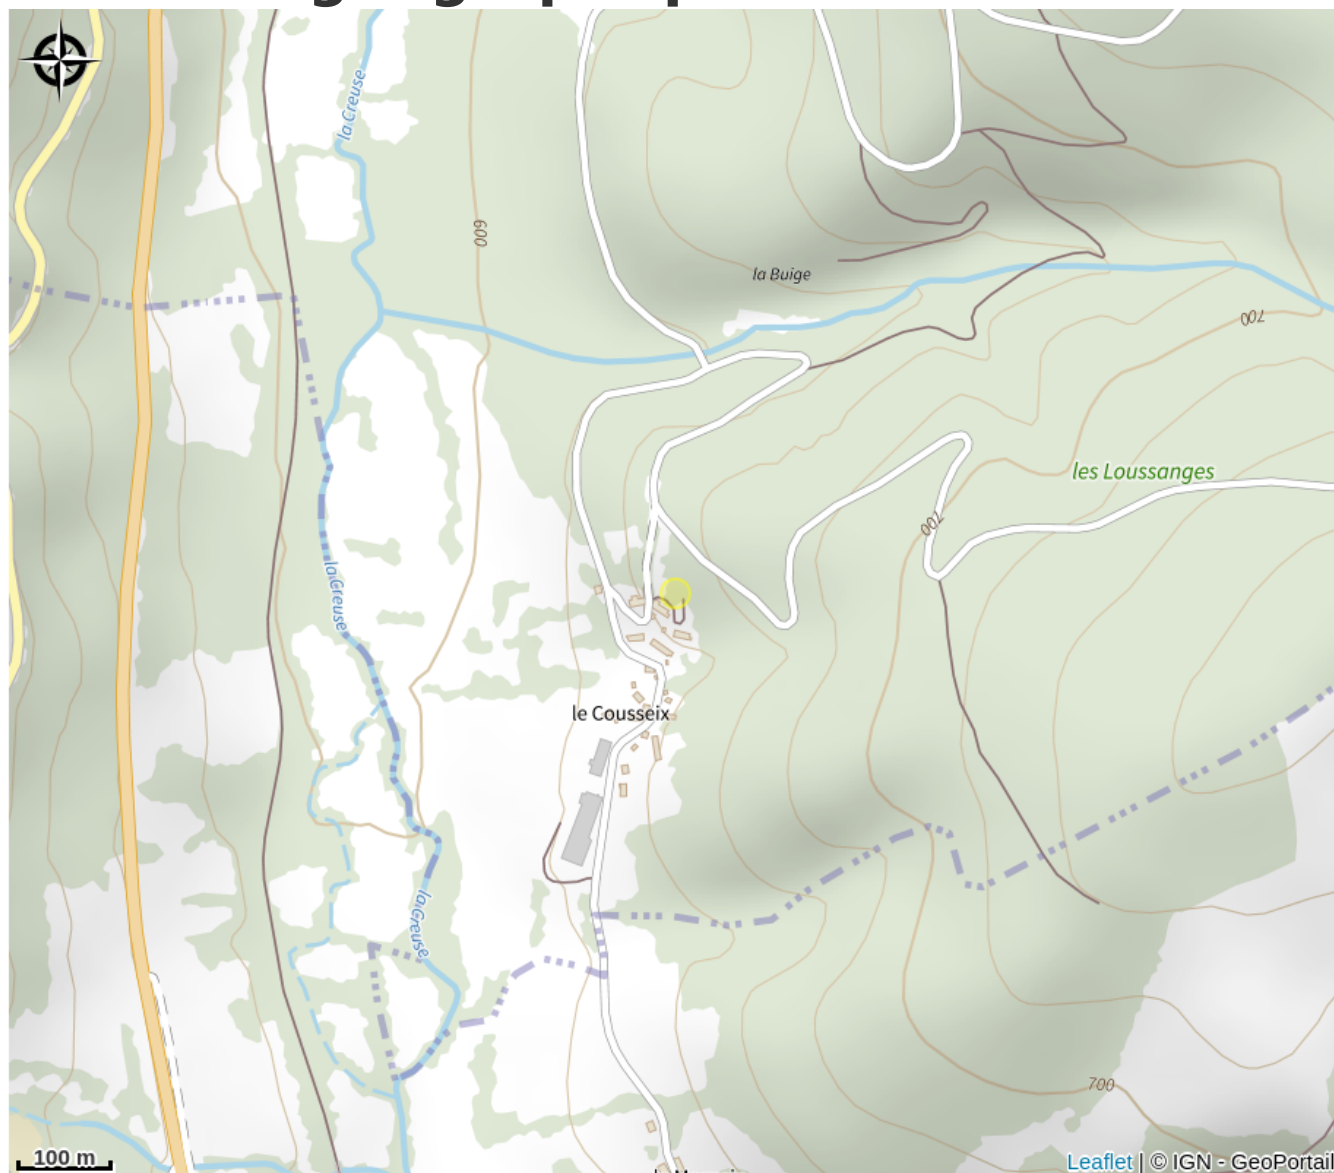 la Creuse
600
la Buige
700
les Loussanges
700
la Creuse
le Cousseix
la Creuse
700
100 m
Leaflet | © IGN - GeoPortail